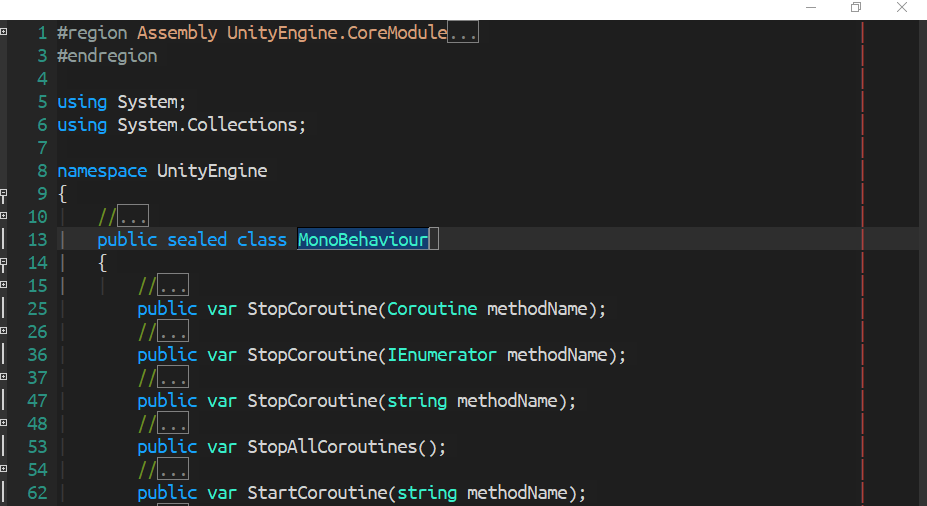 1 #region Assembly UnityEngine.CoreModule...
3 #endregion
4
5 using System;
6 using System.Collections;
7
8 namespace UnityEngine
9 {
10 //...
13 public sealed class MonoBehaviour
14 {
15 //...
25 public var StopCoroutine(Coroutine methodName);
26 //...
36 public var StopCoroutine(IEnumerator methodName);
37 //...
47 public var StopCoroutine(string methodName);
48 //...
53 public var StopAllCoroutines();
54 //...
62 public var StartCoroutine(string methodName);